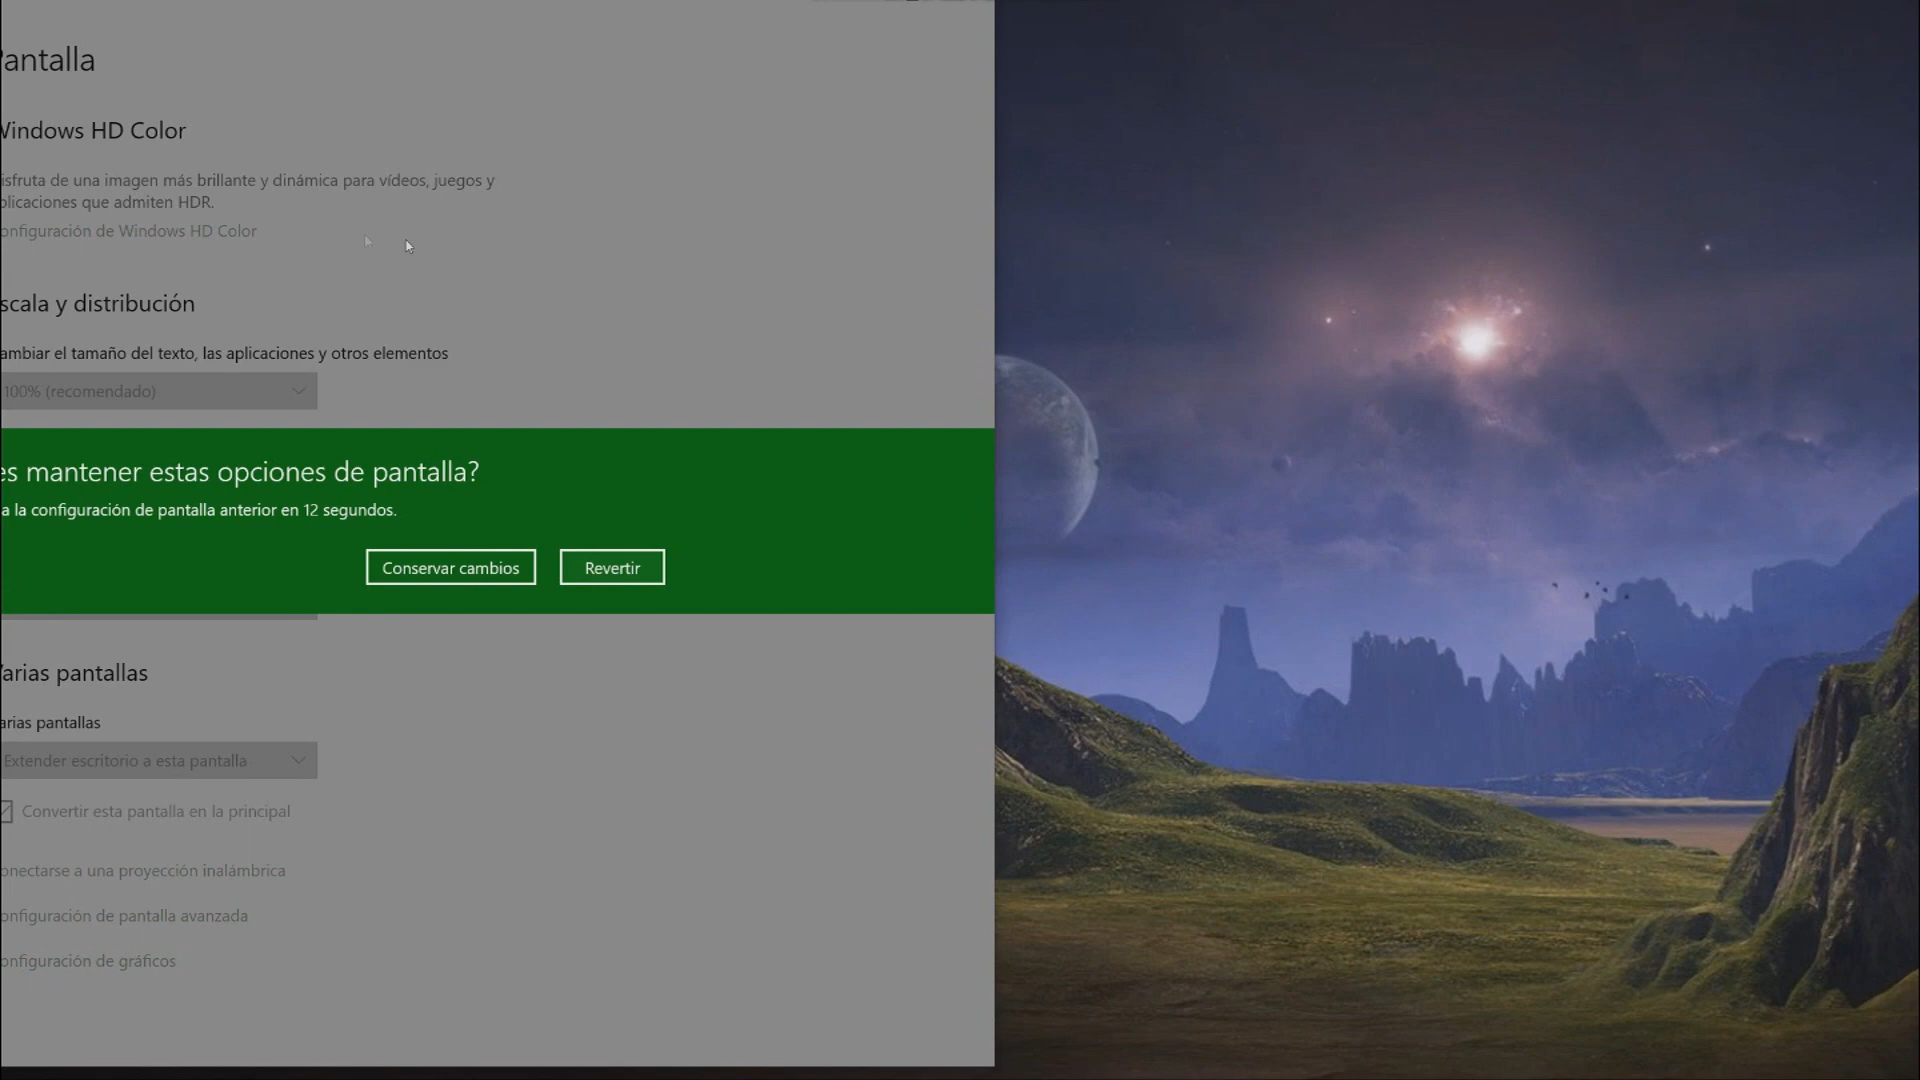 antalla
Windows HD Color
isfruta de una imagen más brillante y dinámica para vídeos, juegos y
plicaciones que admiten HDR.
onfiguración de Windows HD Color
scala y distribución
ambiar el tamaño del texto, las aplicaciones y otros elementos
100% (recomendado)
es mantener estas opciones de pantalla?
a la configuración de pantalla anterior en 12 segundos.
Conservar cambios Revertir
Varias pantallas
arias pantallas
Extender escritorio a esta pantalla
Convertir esta pantalla en la principal
onectarse a una proyección inalámbrica
onfiguración de pantalla avanzada
onfiguración de gráficos